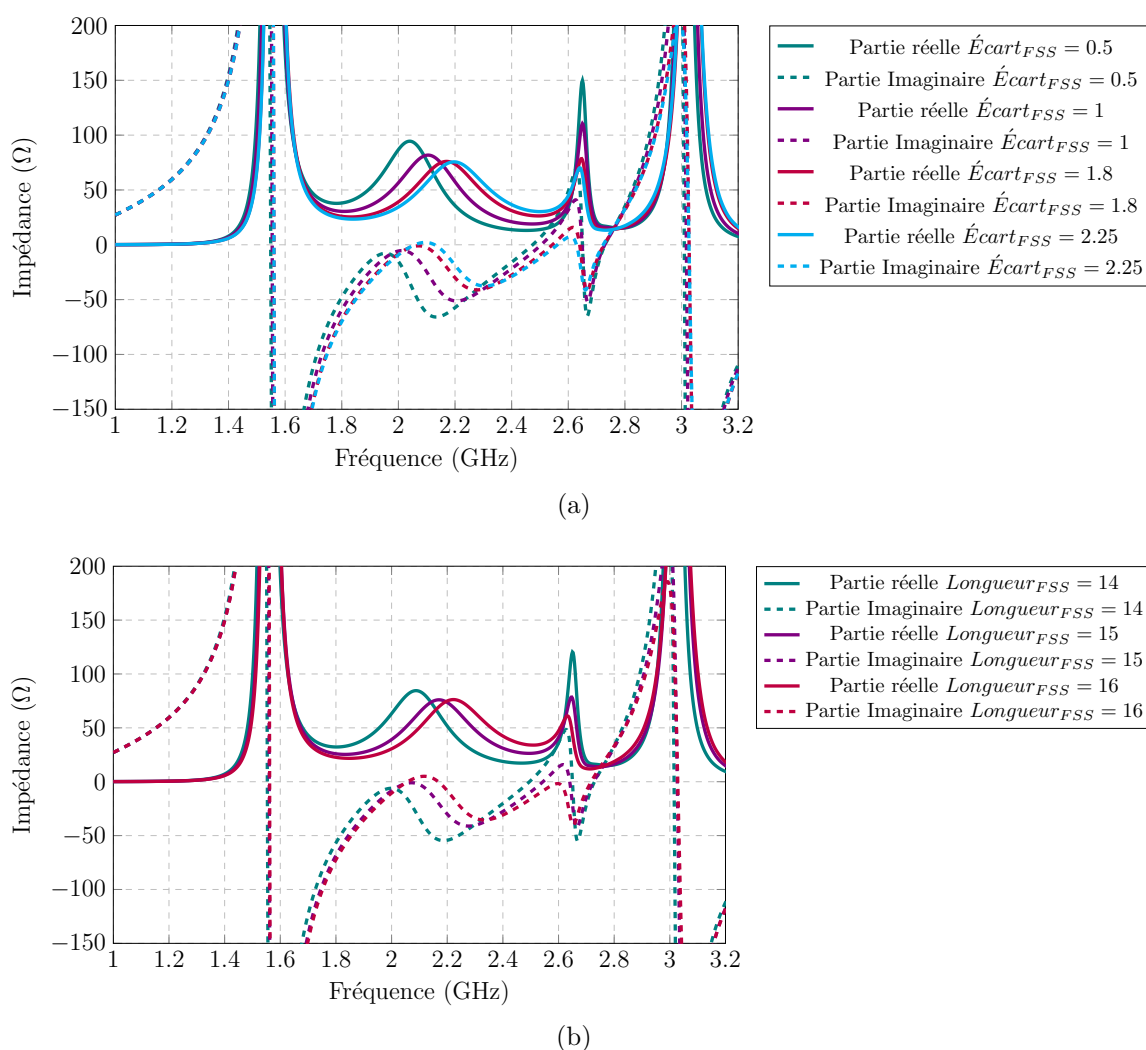 200
150
100
50
0
−50
−100
−150
Impédance (Ω)
1 1.2 1.4 1.6 1.8 2 2.2 2.4 2.6 2.8 3 3.2
Fréquence (GHz)
Partie réelle Écart_FSS = 0.5
Partie Imaginaire Écart_FSS = 0.5
Partie réelle Écart_FSS = 1
Partie Imaginaire Écart_FSS = 1
Partie réelle Écart_FSS = 1.8
Partie Imaginaire Écart_FSS = 1.8
Partie réelle Écart_FSS = 2.25
Partie Imaginaire Écart_FSS = 2.25
(a)
200
150
100
50
0
−50
−100
−150
Impédance (Ω)
1 1.2 1.4 1.6 1.8 2 2.2 2.4 2.6 2.8 3 3.2
Fréquence (GHz)
Partie réelle Longueur_FSS = 14
Partie Imaginaire Longueur_FSS = 14
Partie réelle Longueur_FSS = 15
Partie Imaginaire Longueur_FSS = 15
Partie réelle Longueur_FSS = 16
Partie Imaginaire Longueur_FSS = 16
(b)